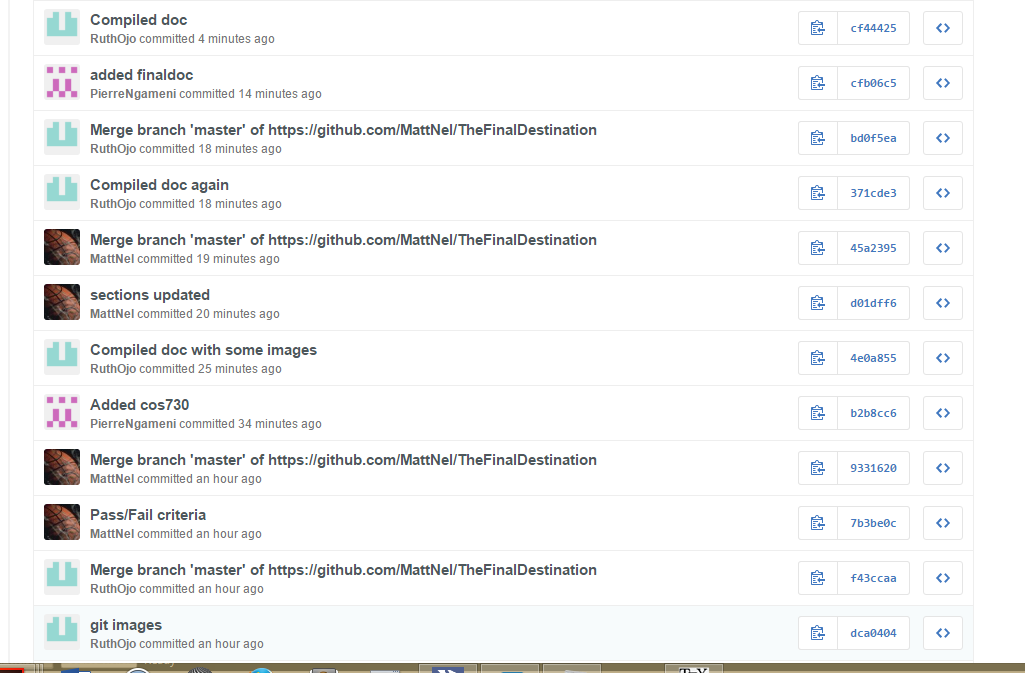 Compiled doc
RuthOjo committed 4 minutes ago
cf44425
added finaldoc
PierreNgameni committed 14 minutes ago
cfb06c5
Merge branch 'master' of https://github.com/MattNel/TheFinalDestination
RuthOjo committed 18 minutes ago
bd0f5ea
Compiled doc again
RuthOjo committed 18 minutes ago
371cde3
Merge branch 'master' of https://github.com/MattNel/TheFinalDestination
MattNel committed 19 minutes ago
45a2395
sections updated
MattNel committed 20 minutes ago
d01dff6
Compiled doc with some images
RuthOjo committed 25 minutes ago
4e0a855
Added cos730
PierreNgameni committed 34 minutes ago
b2b8cc6
Merge branch 'master' of https://github.com/MattNel/TheFinalDestination
MattNel committed an hour ago
9331620
Pass/Fail criteria
MattNel committed an hour ago
7b3be0c
Merge branch 'master' of https://github.com/MattNel/TheFinalDestination
RuthOjo committed an hour ago
f43ccaa
git images
RuthOjo committed an hour ago
dca0404